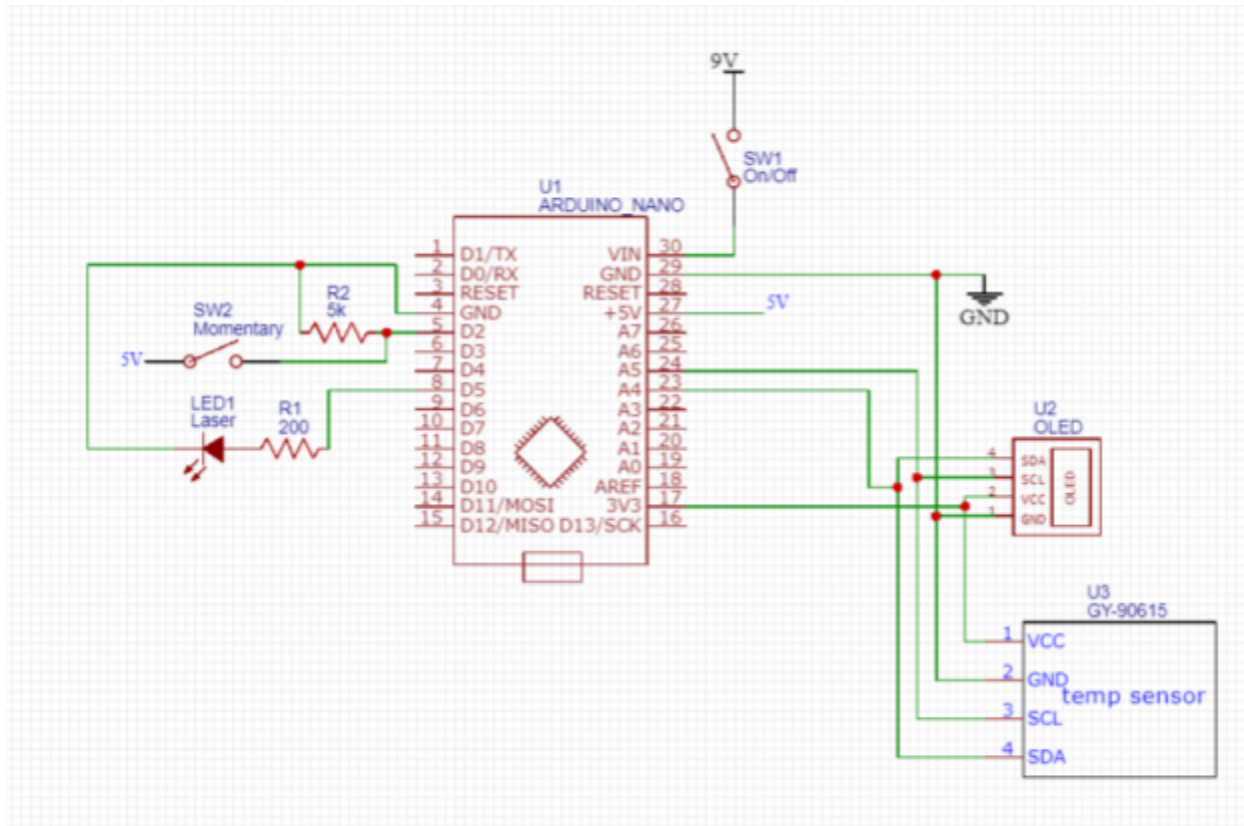 9V
SW1
On/Off
U1
ARDUINO_NANO
1 D1/TX VIN 30
2 D0/RX GND 29
3 RESET RESET 28
4 GND +5V 27
5V
5 D2 A7 26
6 D3 A6 25
7 D4 A5 24
8 D5 A4 23
9 D6 A3 22
10 D7 A2 21
11 D8 A1 20
12 D9 A0 19
13 D10 AREF 18
14 D11/MOSI 3V3 17
15 D12/MISO D13/SCK 16
GND
R2
5k
SW2
Momentary
5V
LED1
Laser
R1
200
U2
OLED
4 SDA
3 SCL
2 VCC
1 GND
OLED
U3
GY-90615
1 VCC
2 GND
temp sensor
3 SCL
4 SDA